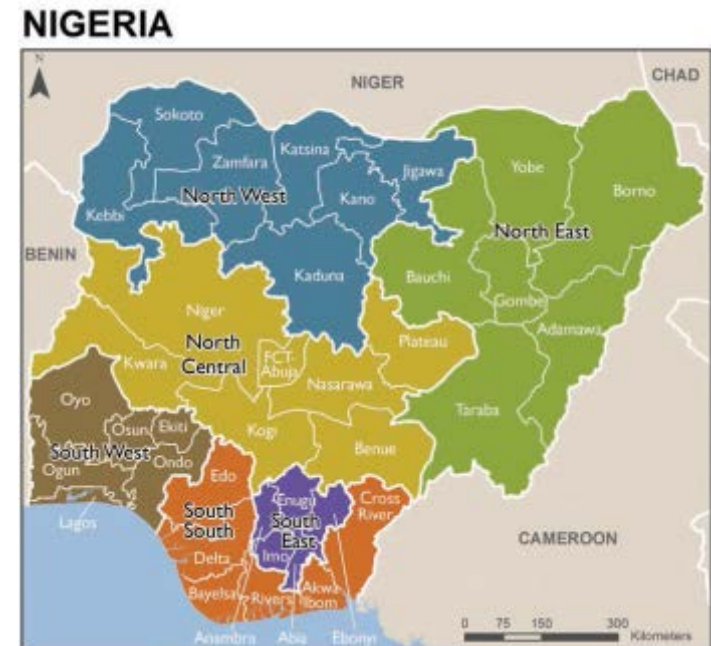 NIGERIA
N
NIGER
CHAD
Sokoto
Katsina
Zamfara
Jigawa
Yobe
Kano
Borno
North West
Kebbi
North East
BENIN
Kaduna
Bauchi
Gombe
Niger
Adamawa
North
Central
Plateau
FCT-
Abuja
Kwara
Nasarawa
Oyo
Taraba
Osun
Ekiti
Kogi
Benue
South West
Ogun
Ondo
Edo
Lagos
South
South
Enugu
South
East
Cross
River
CAMEROON
Delta
Imo
Bayelsa
Rivers
Akwa
Ibom
Anambra
Abia
Ebonyi
0 75 150 300
Kilometers